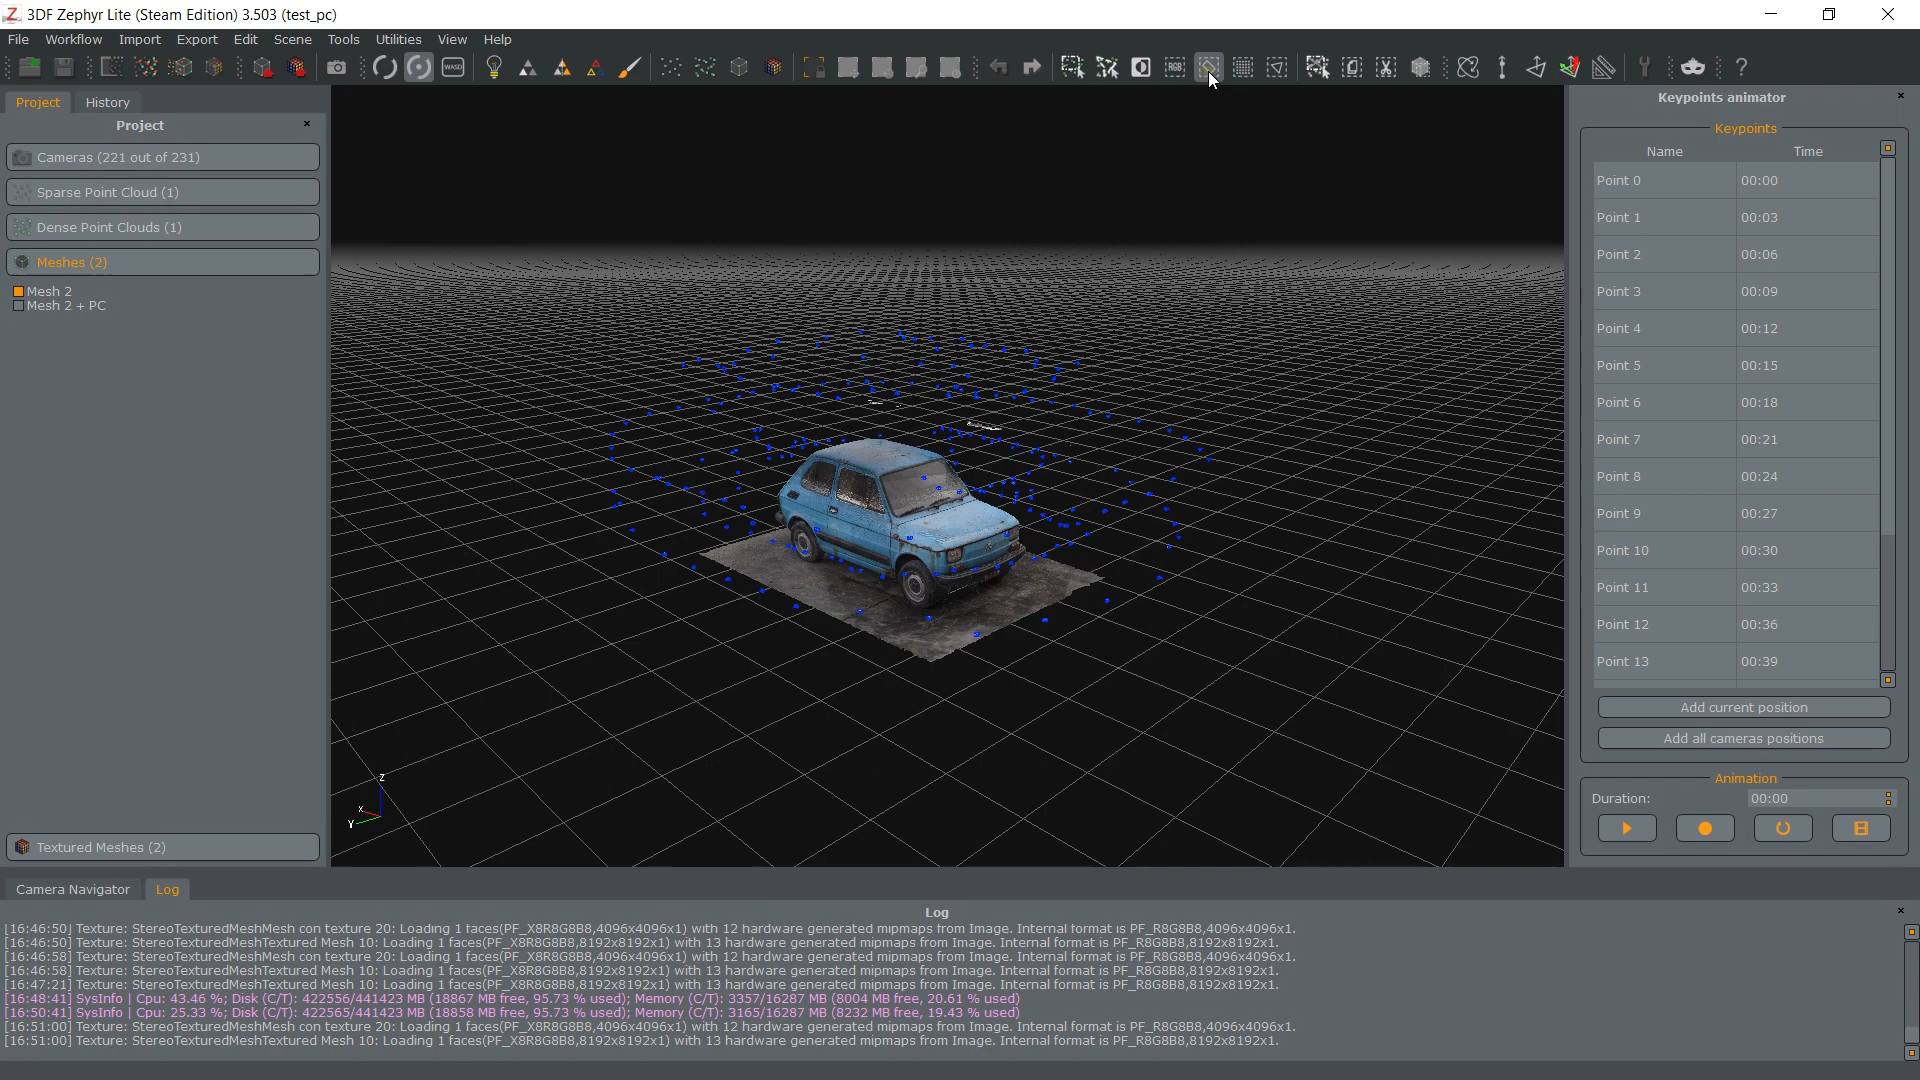 3DF Zephyr Lite (Steam Edition) 3.503 (test_pc)
File Workflow Import Export Edit Scene Tools Utilities View Help
WASD
RGB
?
Project History
Project
Cameras (221 out of 231)
Sparse Point Cloud (1)
Dense Point Clouds (1)
Meshes (2)
Mesh 2
Mesh 2 + PC
Textured Meshes (2)
Z
X
Y
Keypoints animator
Keypoints
Name Time
Point 0 00:00
Point 1 00:03
Point 2 00:06
Point 3 00:09
Point 4 00:12
Point 5 00:15
Point 6 00:18
Point 7 00:21
Point 8 00:24
Point 9 00:27
Point 10 00:30
Point 11 00:33
Point 12 00:36
Point 13 00:39
Add current position
Add all cameras positions
Animation
Duration: 00:00
Camera Navigator Log
Log
[16:46:50] Texture: StereoTexturedMeshMesh con texture 20: Loading 1 faces(PF_X8R8G8B8,4096x4096x1) with 12 hardware generated mipmaps from Image. Internal format is PF_R8G8B8,4096x4096x1.
[16:46:50] Texture: StereoTexturedMeshTextured Mesh 10: Loading 1 faces(PF_X8R8G8B8,8192x8192x1) with 13 hardware generated mipmaps from Image. Internal format is PF_R8G8B8,8192x8192x1.
[16:46:58] Texture: StereoTexturedMeshMesh con texture 20: Loading 1 faces(PF_X8R8G8B8,4096x4096x1) with 12 hardware generated mipmaps from Image. Internal format is PF_R8G8B8,4096x4096x1.
[16:46:58] Texture: StereoTexturedMeshTextured Mesh 10: Loading 1 faces(PF_X8R8G8B8,8192x8192x1) with 13 hardware generated mipmaps from Image. Internal format is PF_R8G8B8,8192x8192x1.
[16:47:21] Texture: StereoTexturedMeshTextured Mesh 10: Loading 1 faces(PF_X8R8G8B8,8192x8192x1) with 13 hardware generated mipmaps from Image. Internal format is PF_R8G8B8,8192x8192x1.
[16:48:41] SysInfo | Cpu: 43.46 %; Disk (C/T): 422556/441423 MB (18867 MB free, 95.73 % used); Memory (C/T): 3357/16287 MB (8004 MB free, 20.61 % used)
[16:50:41] SysInfo | Cpu: 25.33 %; Disk (C/T): 422565/441423 MB (18858 MB free, 95.73 % used); Memory (C/T): 3165/16287 MB (8232 MB free, 19.43 % used)
[16:51:00] Texture: StereoTexturedMeshMesh con texture 20: Loading 1 faces(PF_X8R8G8B8,4096x4096x1) with 12 hardware generated mipmaps from Image. Internal format is PF_R8G8B8,4096x4096x1.
[16:51:00] Texture: StereoTexturedMeshTextured Mesh 10: Loading 1 faces(PF_X8R8G8B8,8192x8192x1) with 13 hardware generated mipmaps from Image. Internal format is PF_R8G8B8,8192x8192x1.